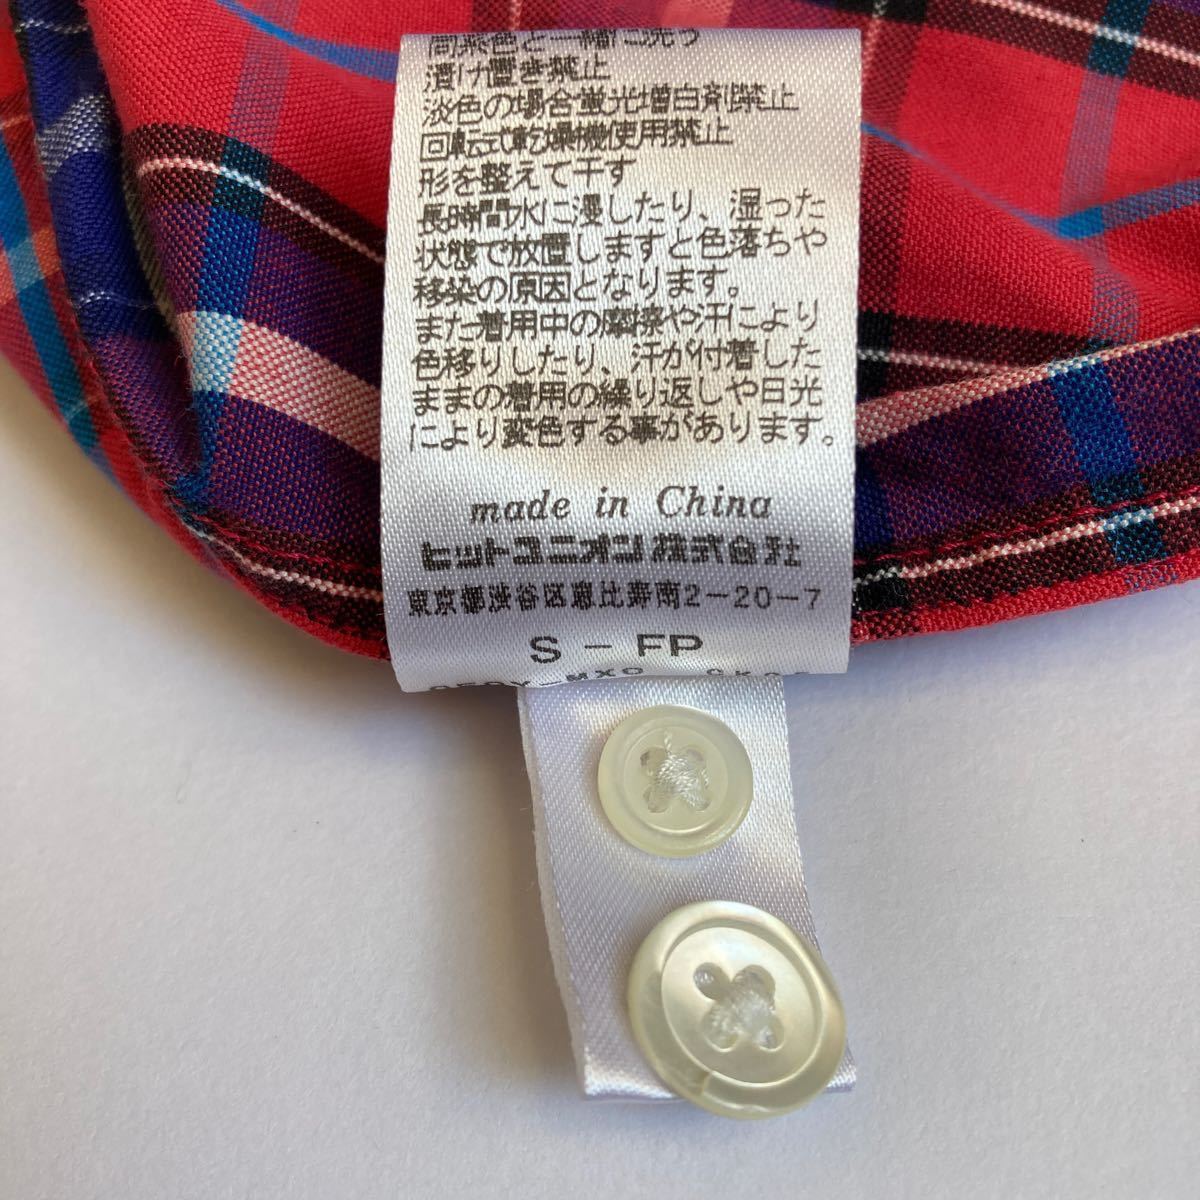 同系色と一緒に洗う
漬け置き禁止
淡色の場合蛍光増白剤禁止
回転式乾燥機使用禁止
形を整えて干す
長時間水に浸したり、湿った
状態で放置しますと色落ちや
移染の原因となります。
また着用中の摩擦や汗により
色移りしたり、汗が付着した
ままの着用の繰り返しや日光
により変色する事があります。
made in China
ヒットユニオン株式会社
東京都渋谷区恵比寿南2-20-7
S - FP